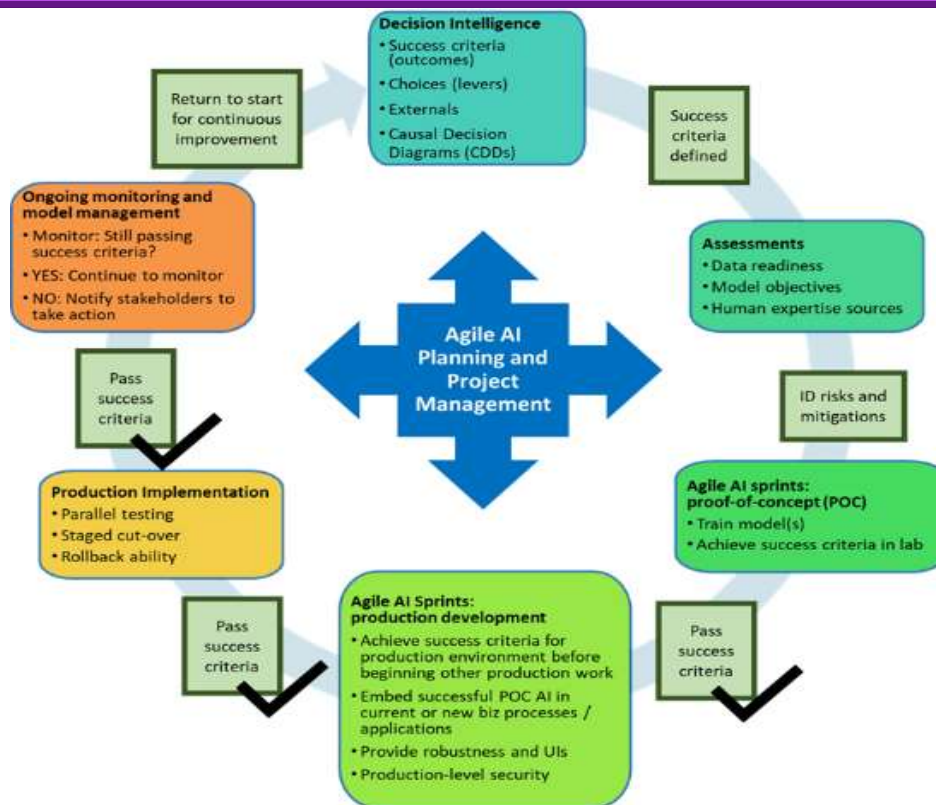 Decision Intelligence
• Success criteria
(outcomes)
• Choices (levers)
• Externals
• Causal Decision
Diagrams (CDDs)
Success
criteria
defined
Assessments
• Data readiness
• Model objectives
• Human expertise sources
ID risks and
mitigations
Agile AI sprints:
proof-of-concept (POC)
• Train model(s)
• Achieve success criteria in lab
Pass
success
criteria
Agile AI Sprints:
production development
• Achieve success criteria for
production environment before
beginning other production work
• Embed successful POC AI in
current or new biz processes /
applications
• Provide robustness and UIs
• Production-level security
Pass
success
criteria
Production Implementation
• Parallel testing
• Staged cut-over
• Rollback ability
Pass
success
criteria
Ongoing monitoring and
model management
• Monitor: Still passing
success criteria?
• YES: Continue to monitor
• NO: Notify stakeholders to
take action
Return to start
for continuous
improvement
Agile AI
Planning and
Project
Management